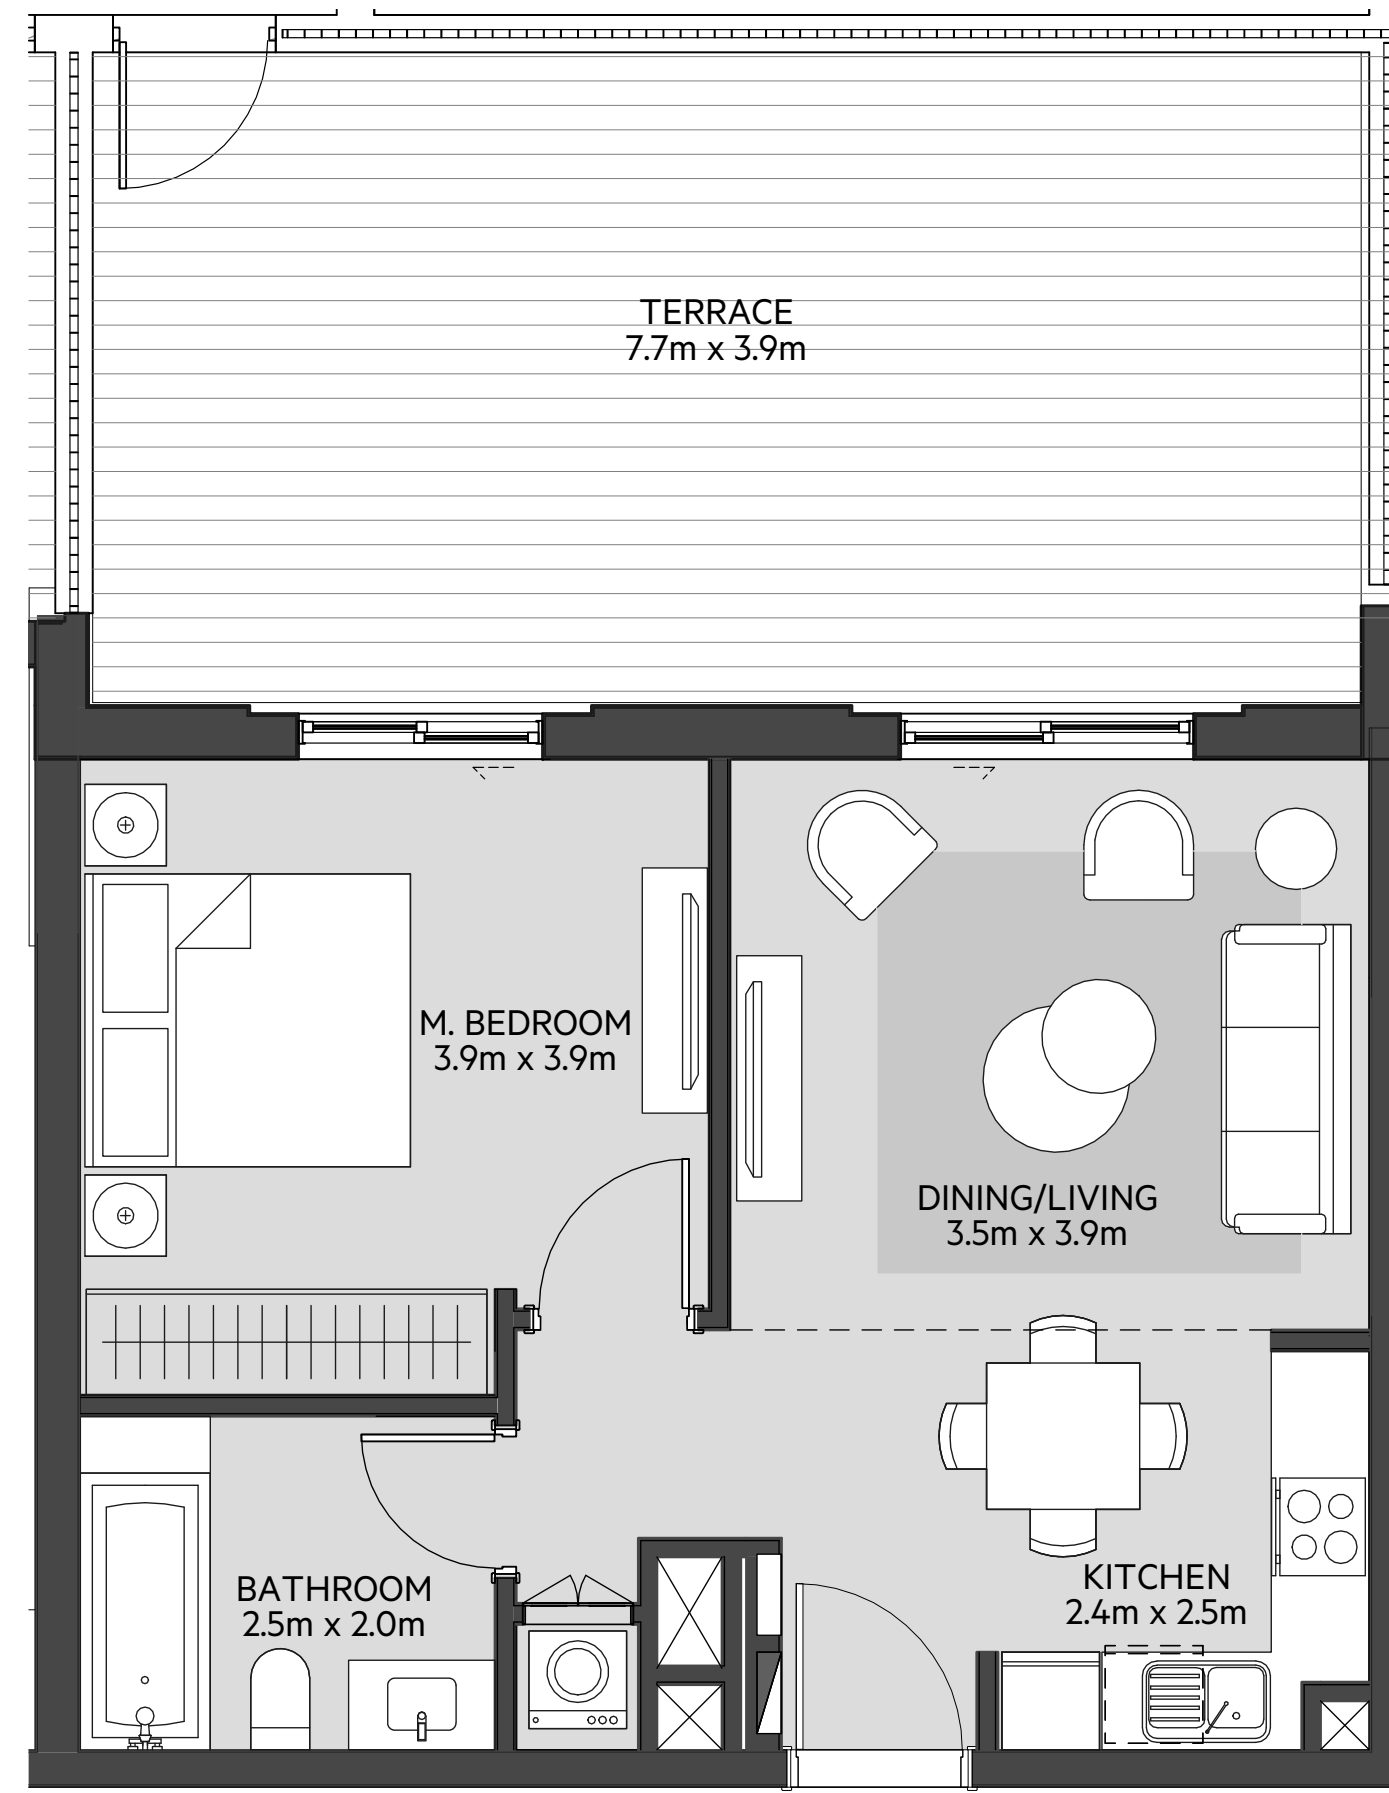 TERRACE
7.7m x 3.9m
M. BEDROOM
3.9m x 3.9m
DINING/LIVING
3.5m x 3.9m
BATHROOM
2.5m x 2.0m
KITCHEN
2.4m x 2.5m